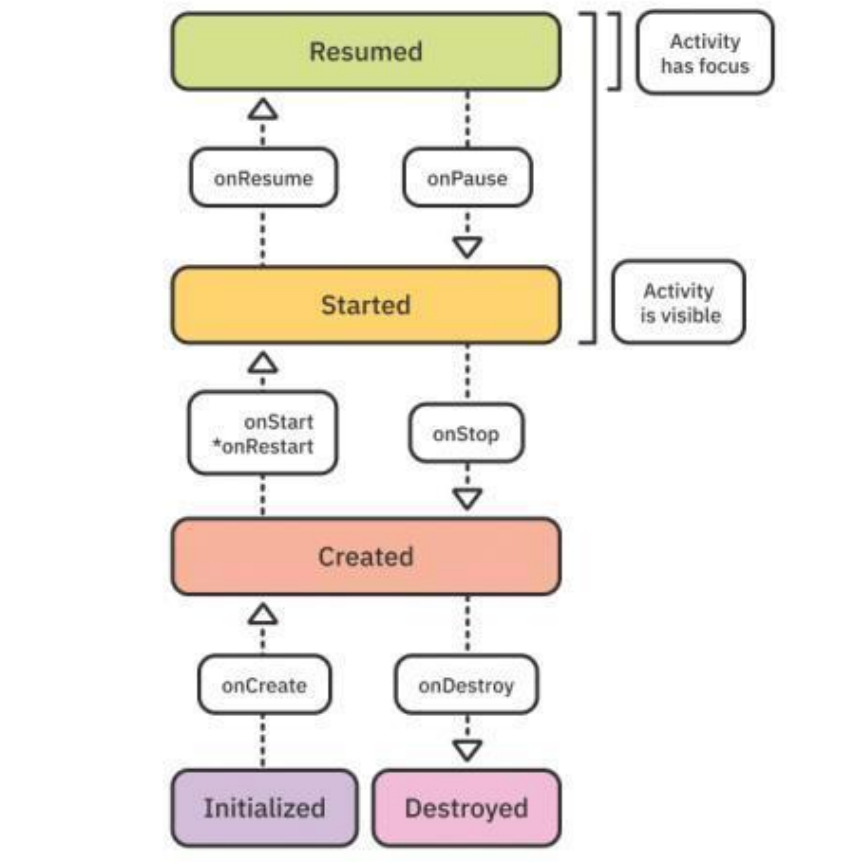 Resumed
Activity
has focus
onResume
onPause
Started
Activity
is visible
onStart
*onRestart
onStop
Created
onCreate
onDestroy
Initialized
Destroyed